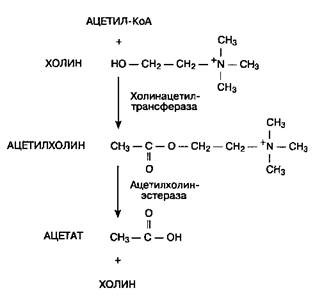 АЦЕТИЛ-КоА
+
CH₃
ХОЛИН HO—CH₂—CH₂—⁺N—CH₃
CH₃
Холинацетил-
трансфераза
CH₃
АЦЕТИЛХОЛИН CH₃—C—O—CH₂—CH₂—⁺N—CH₃
O CH₃
Ацетилхолин-
эстераза
O
АЦЕТАТ CH₃—C—OH
+
ХОЛИН